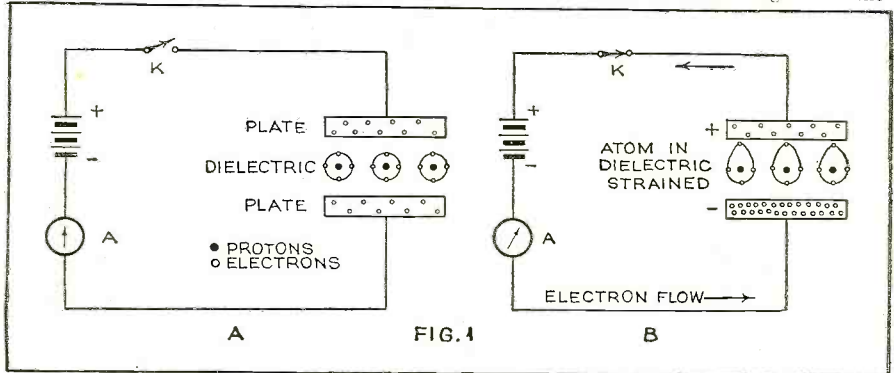 K
+
-
PLATE
DIELECTRIC
PLATE
A
● PROTONS
○ ELECTRONS
A
FIG.1
K
+
-
+
ATOM IN
DIELECTRIC
STRAINED
-
A
ELECTRON FLOW
B